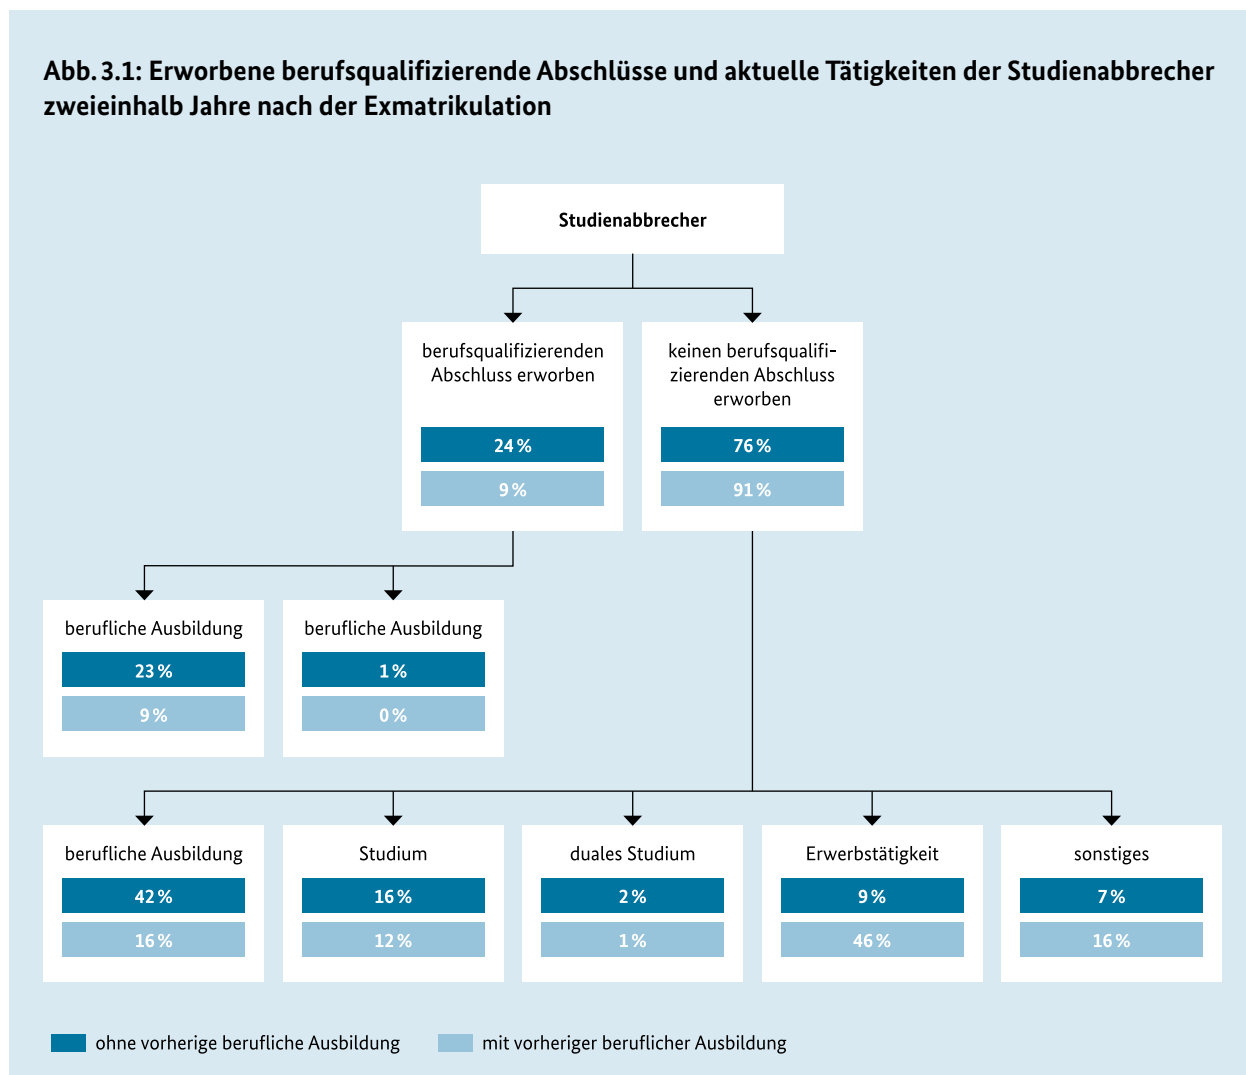 Abb. 3.1: Erworbene berufsqualifizierende Abschlüsse und aktuelle Tätigkeiten der Studienabbrecher
zweieinhalb Jahre nach der Exmatrikulation
Studienabbrecher
berufsqualifizierenden
Abschluss erworben
24 %
9 %
keinen berufsqualifi-
zierenden Abschluss
erworben
76 %
91 %
berufliche Ausbildung
23 %
9 %
berufliche Ausbildung
1 %
0 %
berufliche Ausbildung
42 %
16 %
Studium
16 %
12 %
duales Studium
2 %
1 %
Erwerbstätigkeit
9 %
46 %
sonstiges
7 %
16 %
ohne vorherige berufliche Ausbildung
mit vorheriger beruflicher Ausbildung